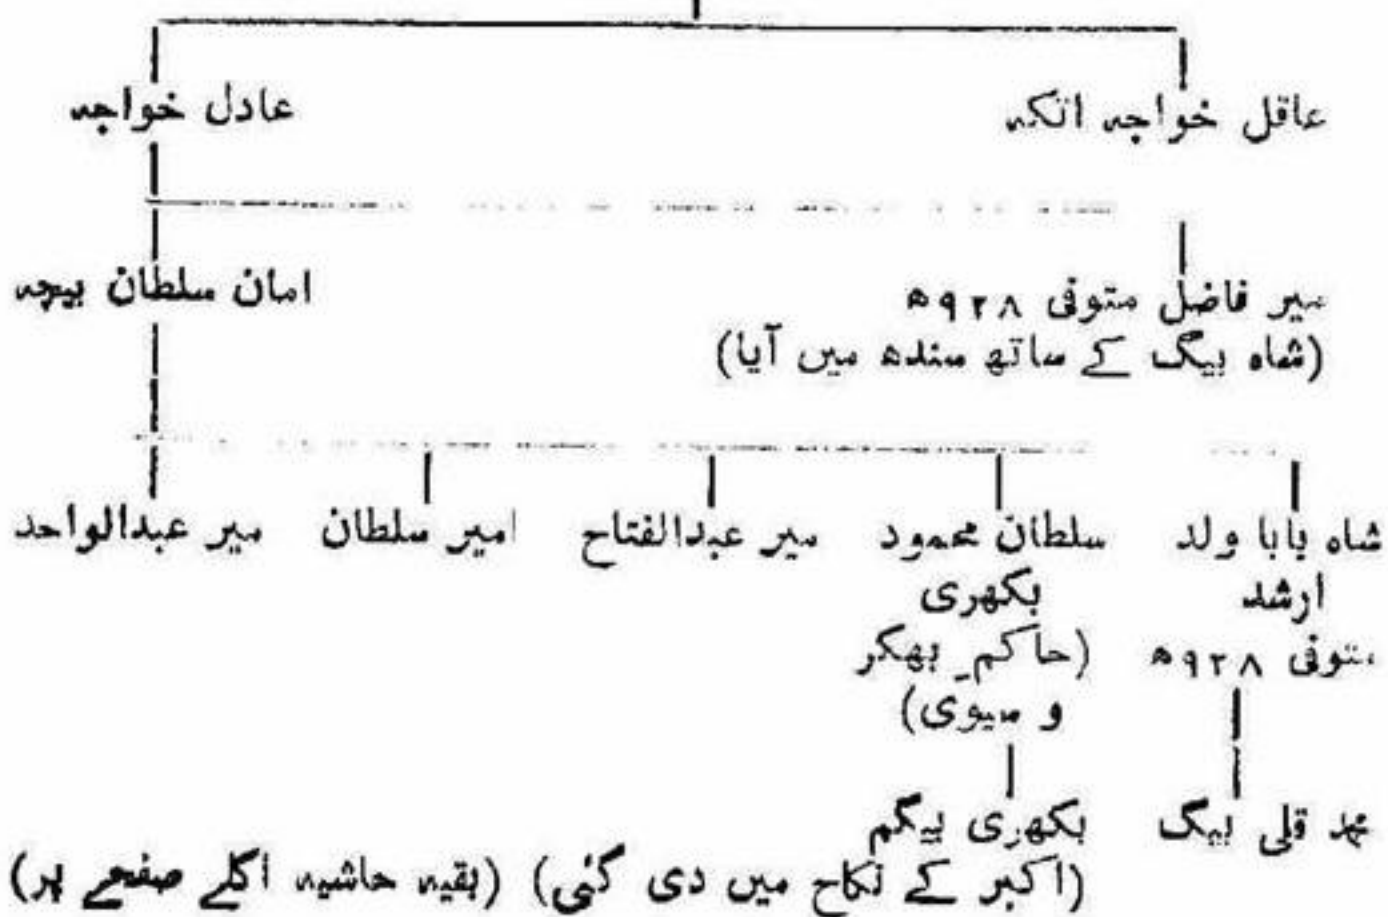 عاقل خواجہ اتکہ عادل خواجہ
میر فاضل متوفی ۹۲۸ھ امان سلطان بیچہ
(شاہ بیگ کے ساتھ سندھ میں آیا)
شاہ بابا ولد سلطان محمود میر عبدالفتاح امیر سلطان میر عبدالواحد
ارشد بکھری
متوفی ۹۲۸ھ (حاکم بھکر
و سیوی)
محمد قلی بیگ بکھری بیگم
(اکبر کے نکاح میں دی گئی) (بقیہ حاشیہ اگلے صفحے پر)